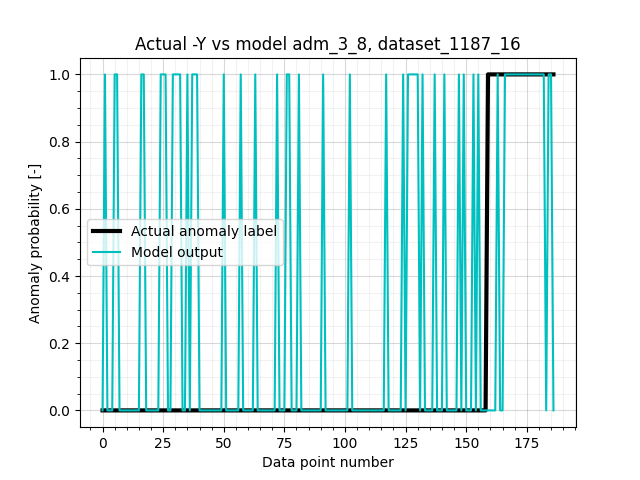 Actual -Y vs model adm_3_8, dataset_1187_16
1.0
0.8
0.6
0.4
0.2
0.0
Anomaly probability [-]
Actual anomaly label
Model output
0 25 50 75 100 125 150 175
Data point number